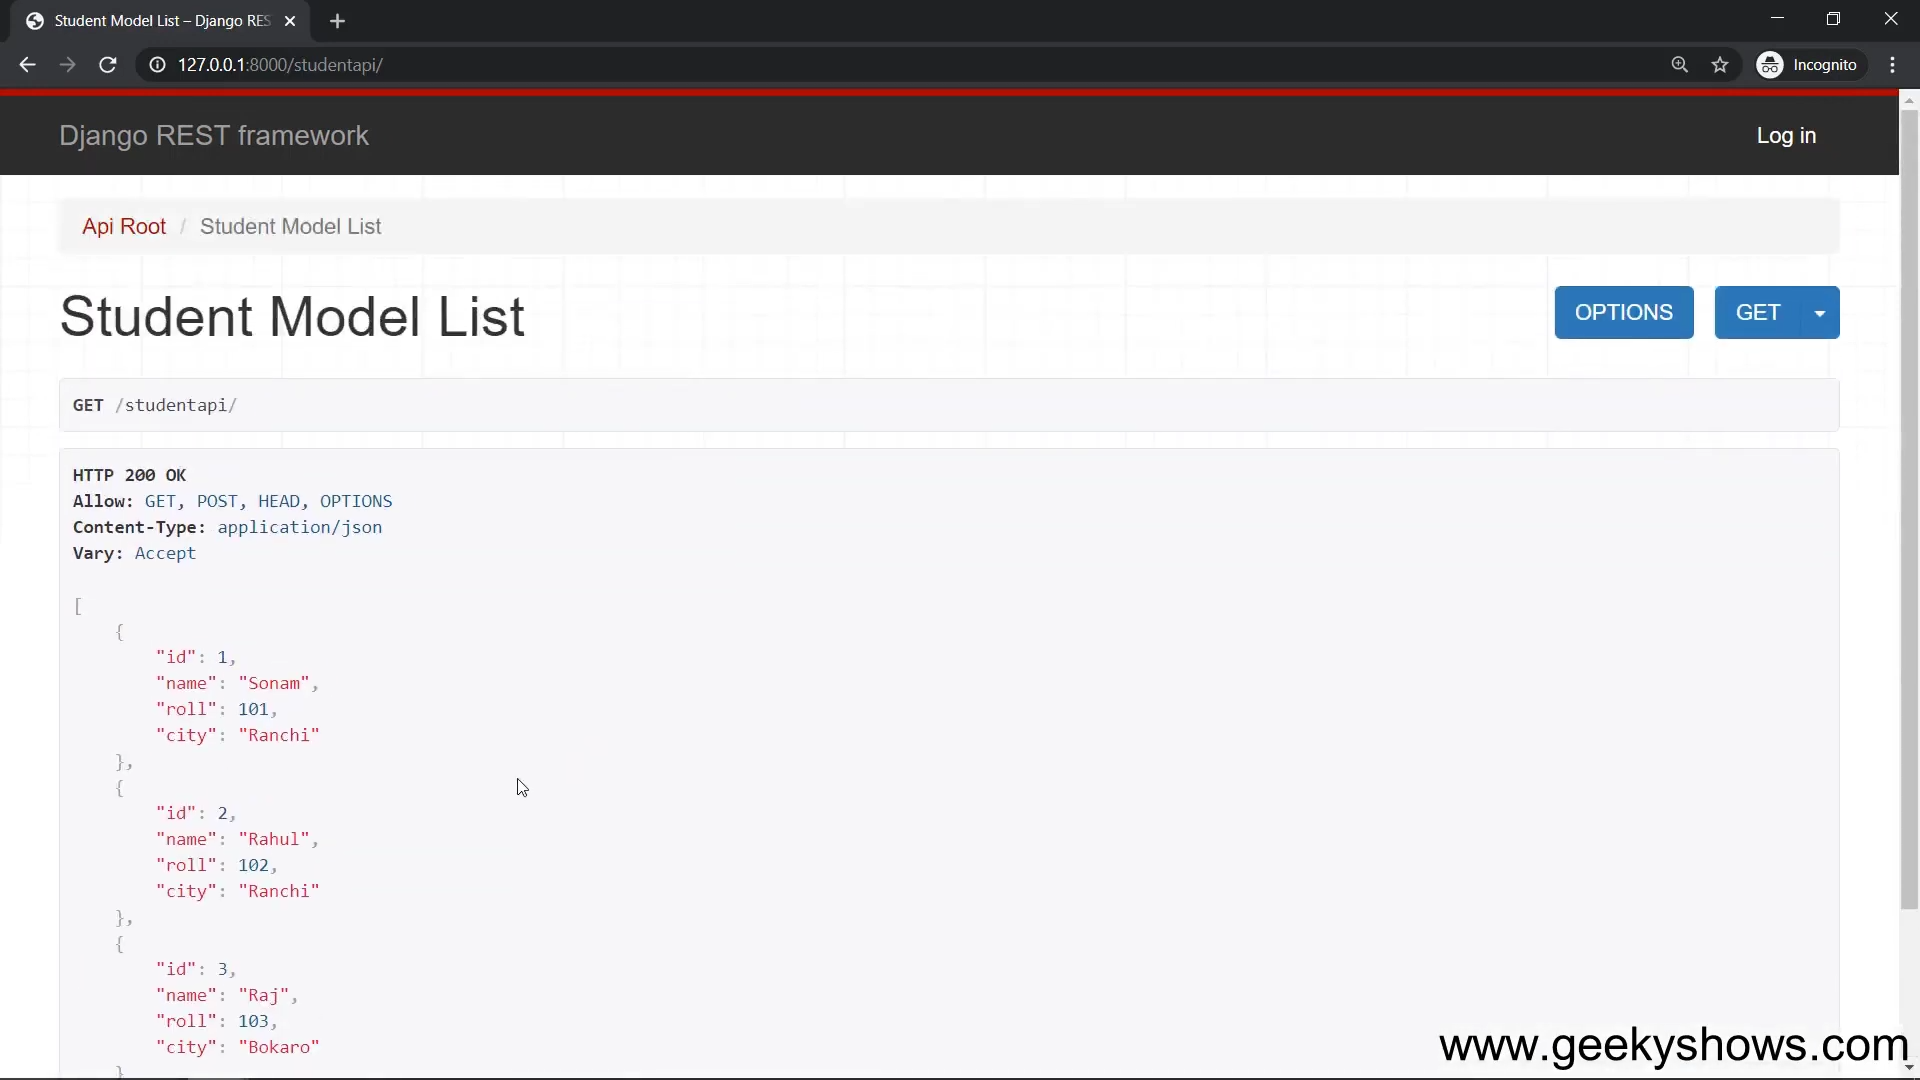 Student Model List – Django RES
127.0.0.1:8000/studentapi/
Incognito
Django REST framework
Log in
Api Root / Student Model List
Student Model List
OPTIONS
GET
GET /studentapi/
HTTP 200 OK
Allow: GET, POST, HEAD, OPTIONS
Content-Type: application/json
Vary: Accept
[
{
"id": 1,
"name": "Sonam",
"roll": 101,
"city": "Ranchi"
},
{
"id": 2,
"name": "Rahul",
"roll": 102,
"city": "Ranchi"
},
{
"id": 3,
"name": "Raj",
"roll": 103,
"city": "Bokaro"
}
www.geekyshows.com